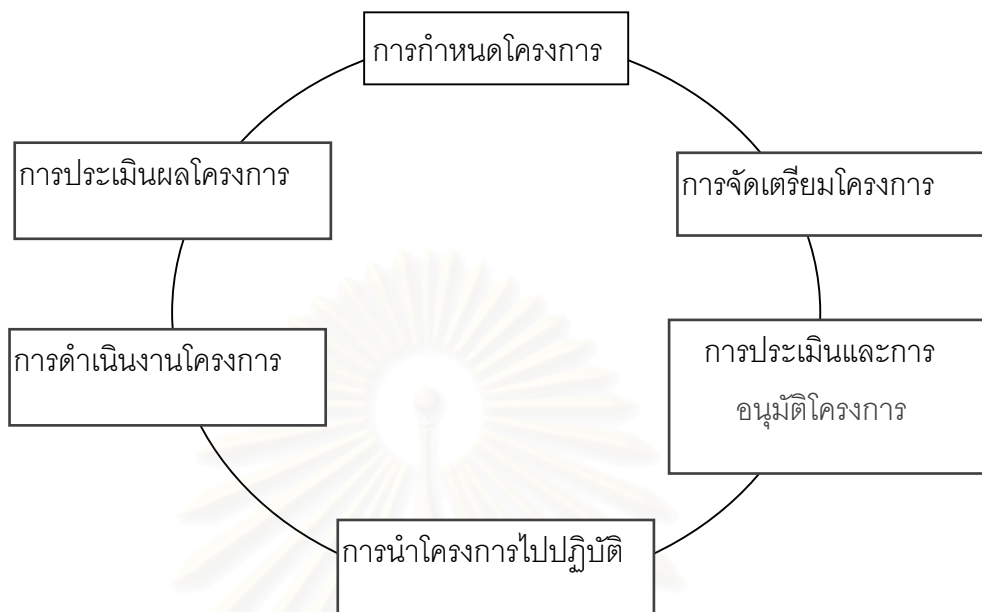 การกำหนดโครงการ
การจัดเตรียมโครงการ
การประเมินและการ
อนุมัติโครงการ
การนำโครงการไปปฏิบัติ
การดำเนินงานโครงการ
การประเมินผลโครงการ